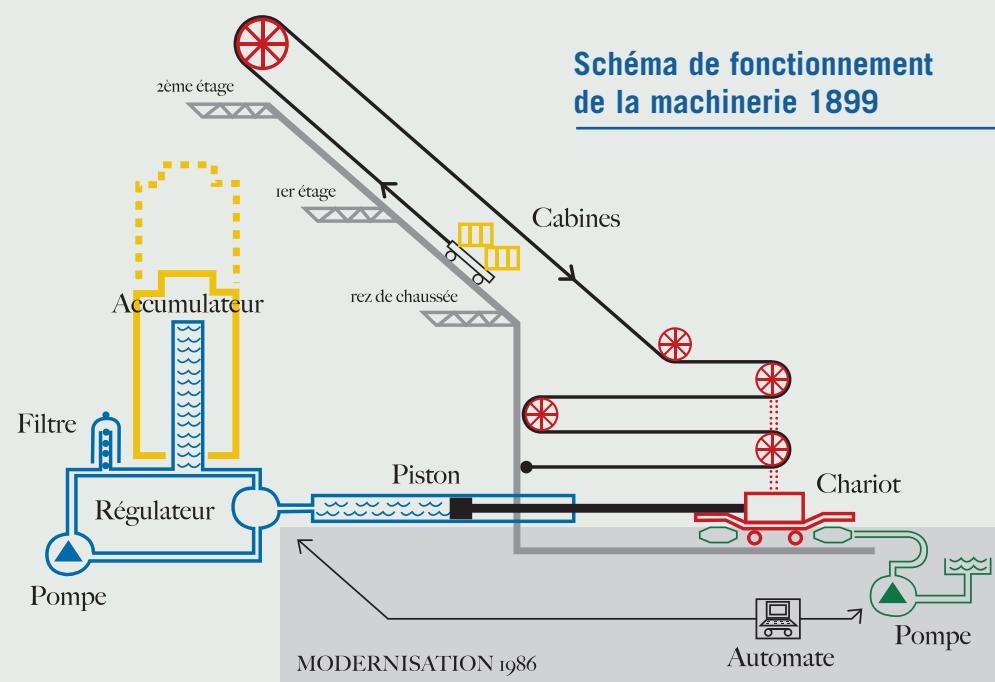 Schéma de fonctionnement
de la machinerie 1899
2ème étage
1er étage
Cabines
rez de chaussée
Accumulateur
Filtre
Piston
Chariot
Régulateur
Pompe
Pompe
Automate
MODERNISATION 1986